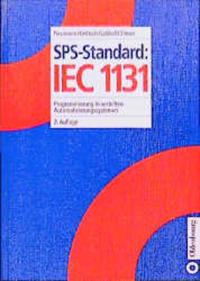 SPS-Standard:
IEC 1131
Programmierung in verteilten
Automatisierungssystemen
2. Auflage
Oldenbourg